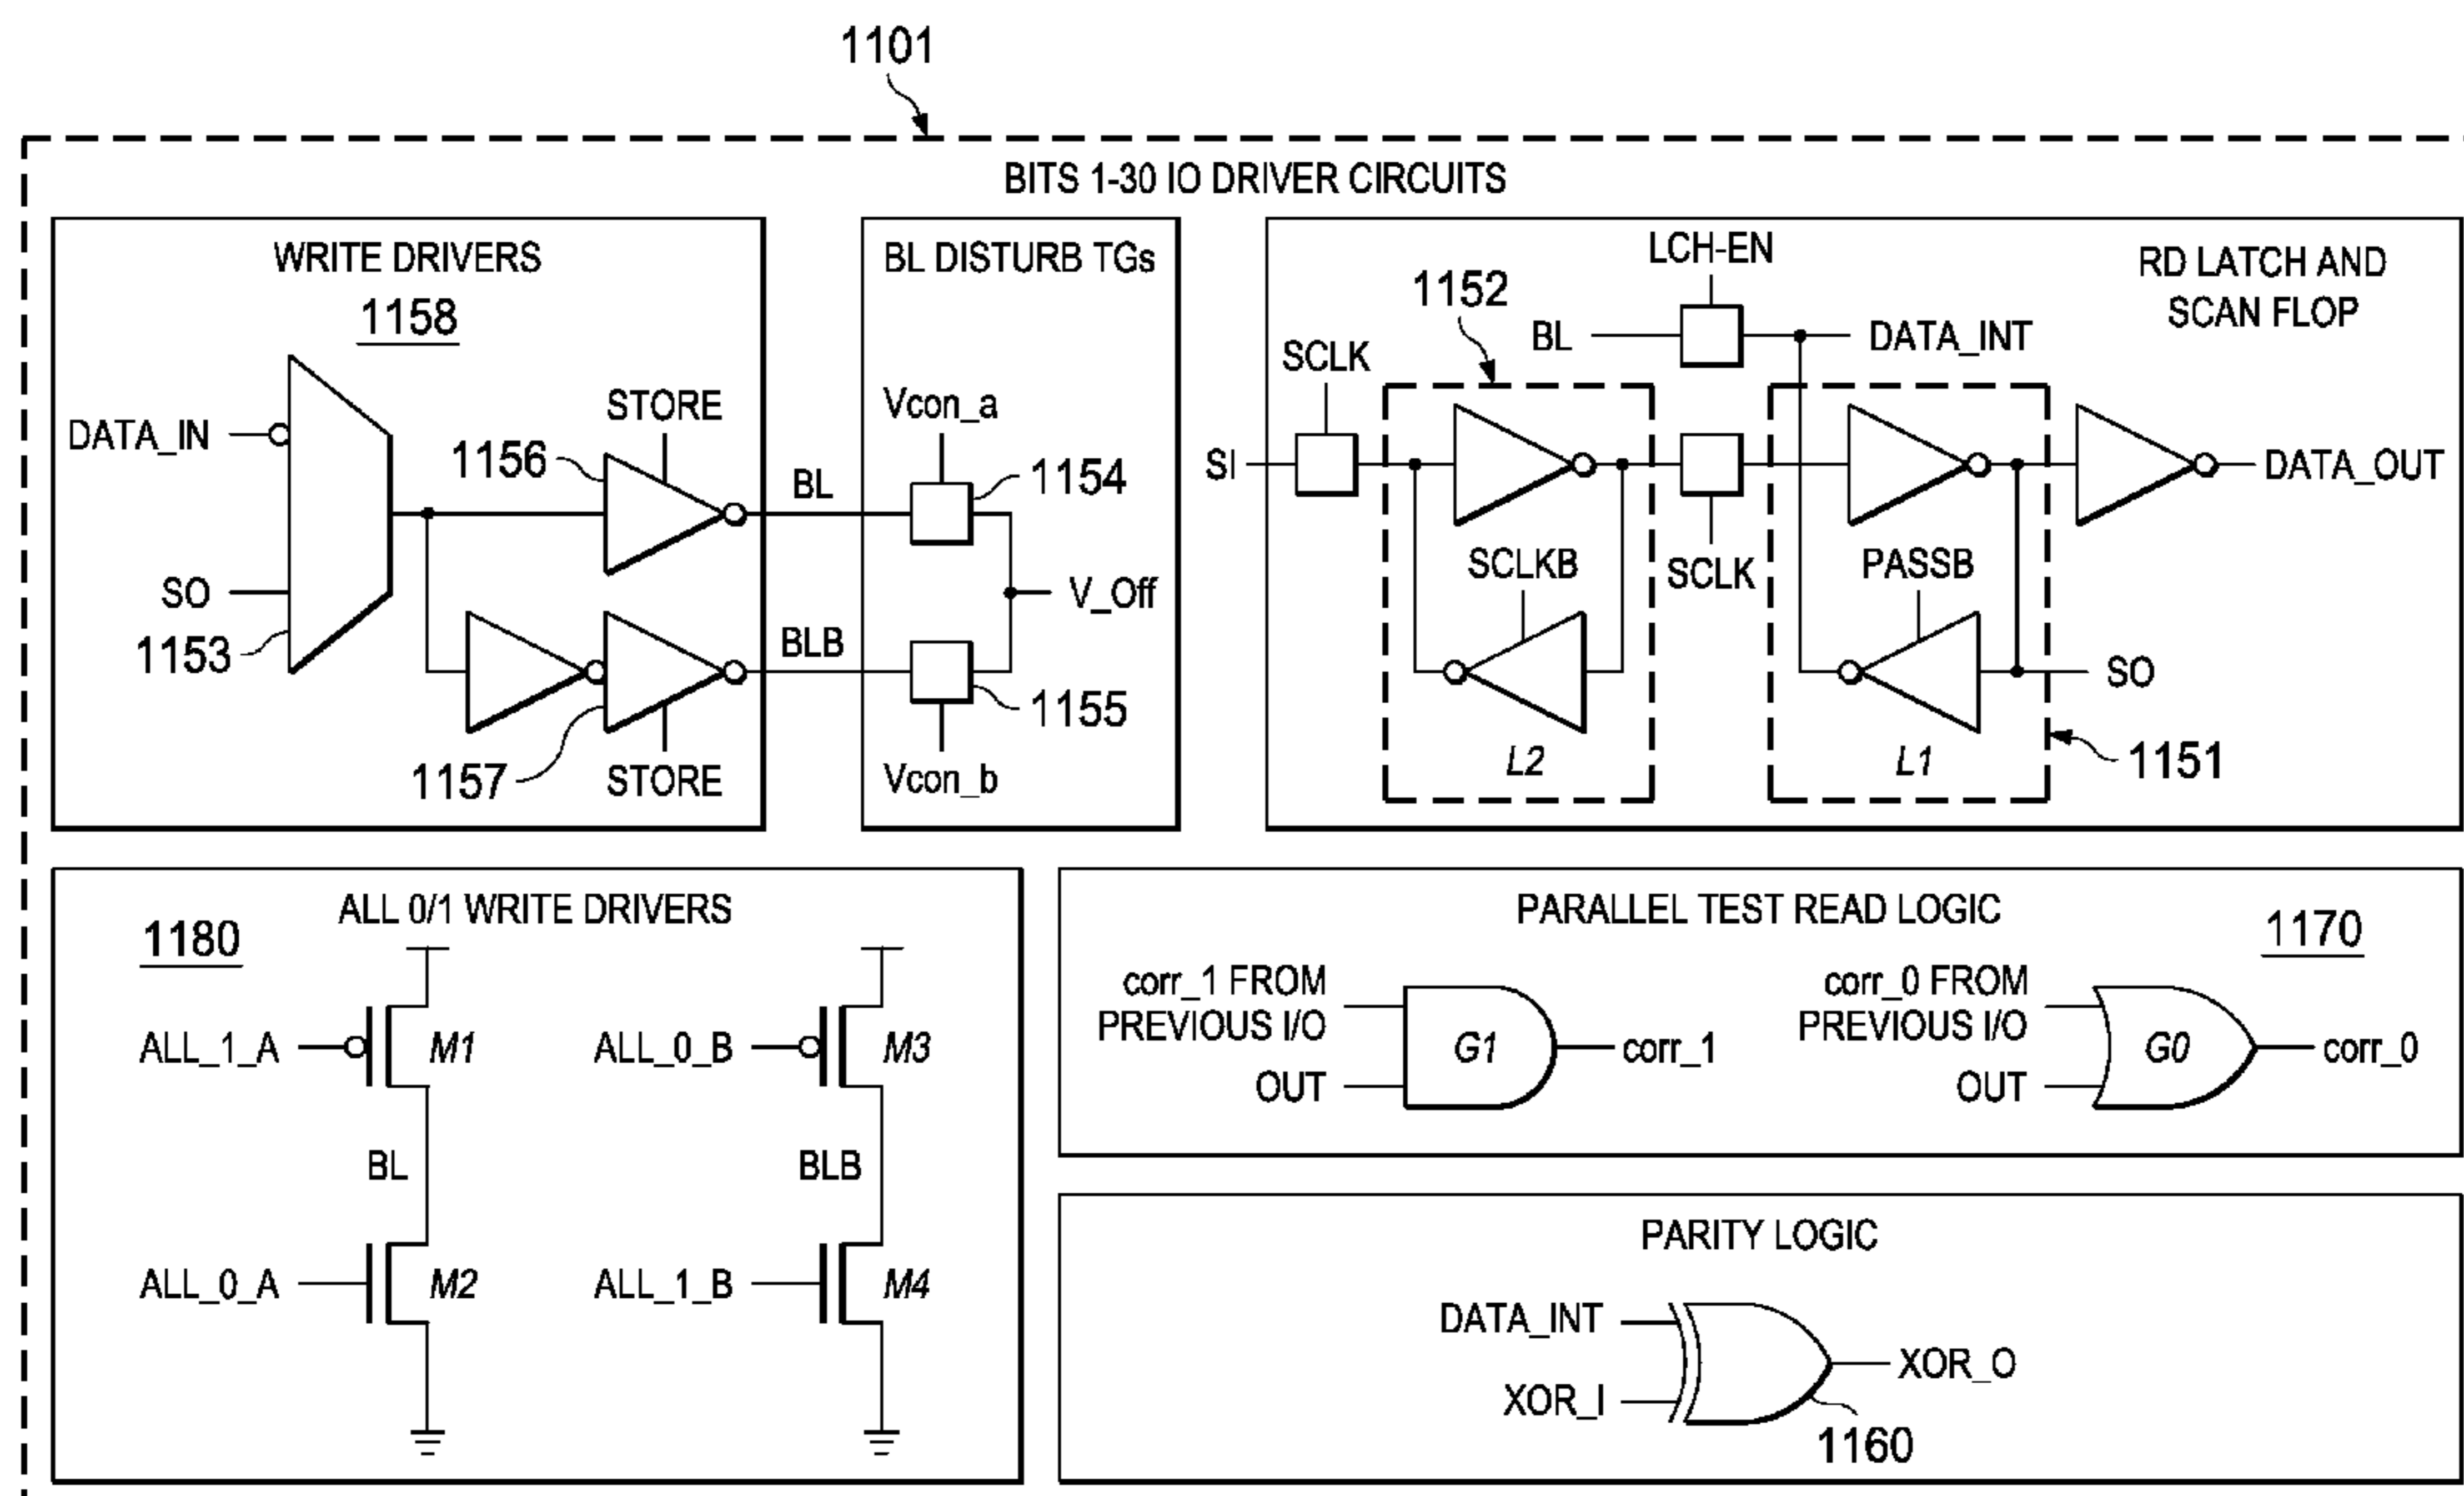 1101
BITS 1-30 IO DRIVER CIRCUITS
WRITE DRIVERS
1158
DATA_IN
SO
1153
STORE
1156
1157
STORE
BL
BLB
BL DISTURB TGs
Vcon_a
1154
V_Off
1155
Vcon_b
RD LATCH AND
SCAN FLOP
LCH-EN
1152
BL
DATA_INT
SCLK
SI
SCLKB
L2
SCLK
PASSB
L1
DATA_OUT
SO
1151
ALL 0/1 WRITE DRIVERS
1180
ALL_1_A
M1
BL
ALL_0_A
M2
ALL_0_B
M3
BLB
ALL_1_B
M4
PARALLEL TEST READ LOGIC
1170
corr_1 FROM
PREVIOUS I/O
OUT
G1
corr_1
corr_0 FROM
PREVIOUS I/O
OUT
G0
corr_0
PARITY LOGIC
DATA_INT
XOR_I
XOR_O
1160